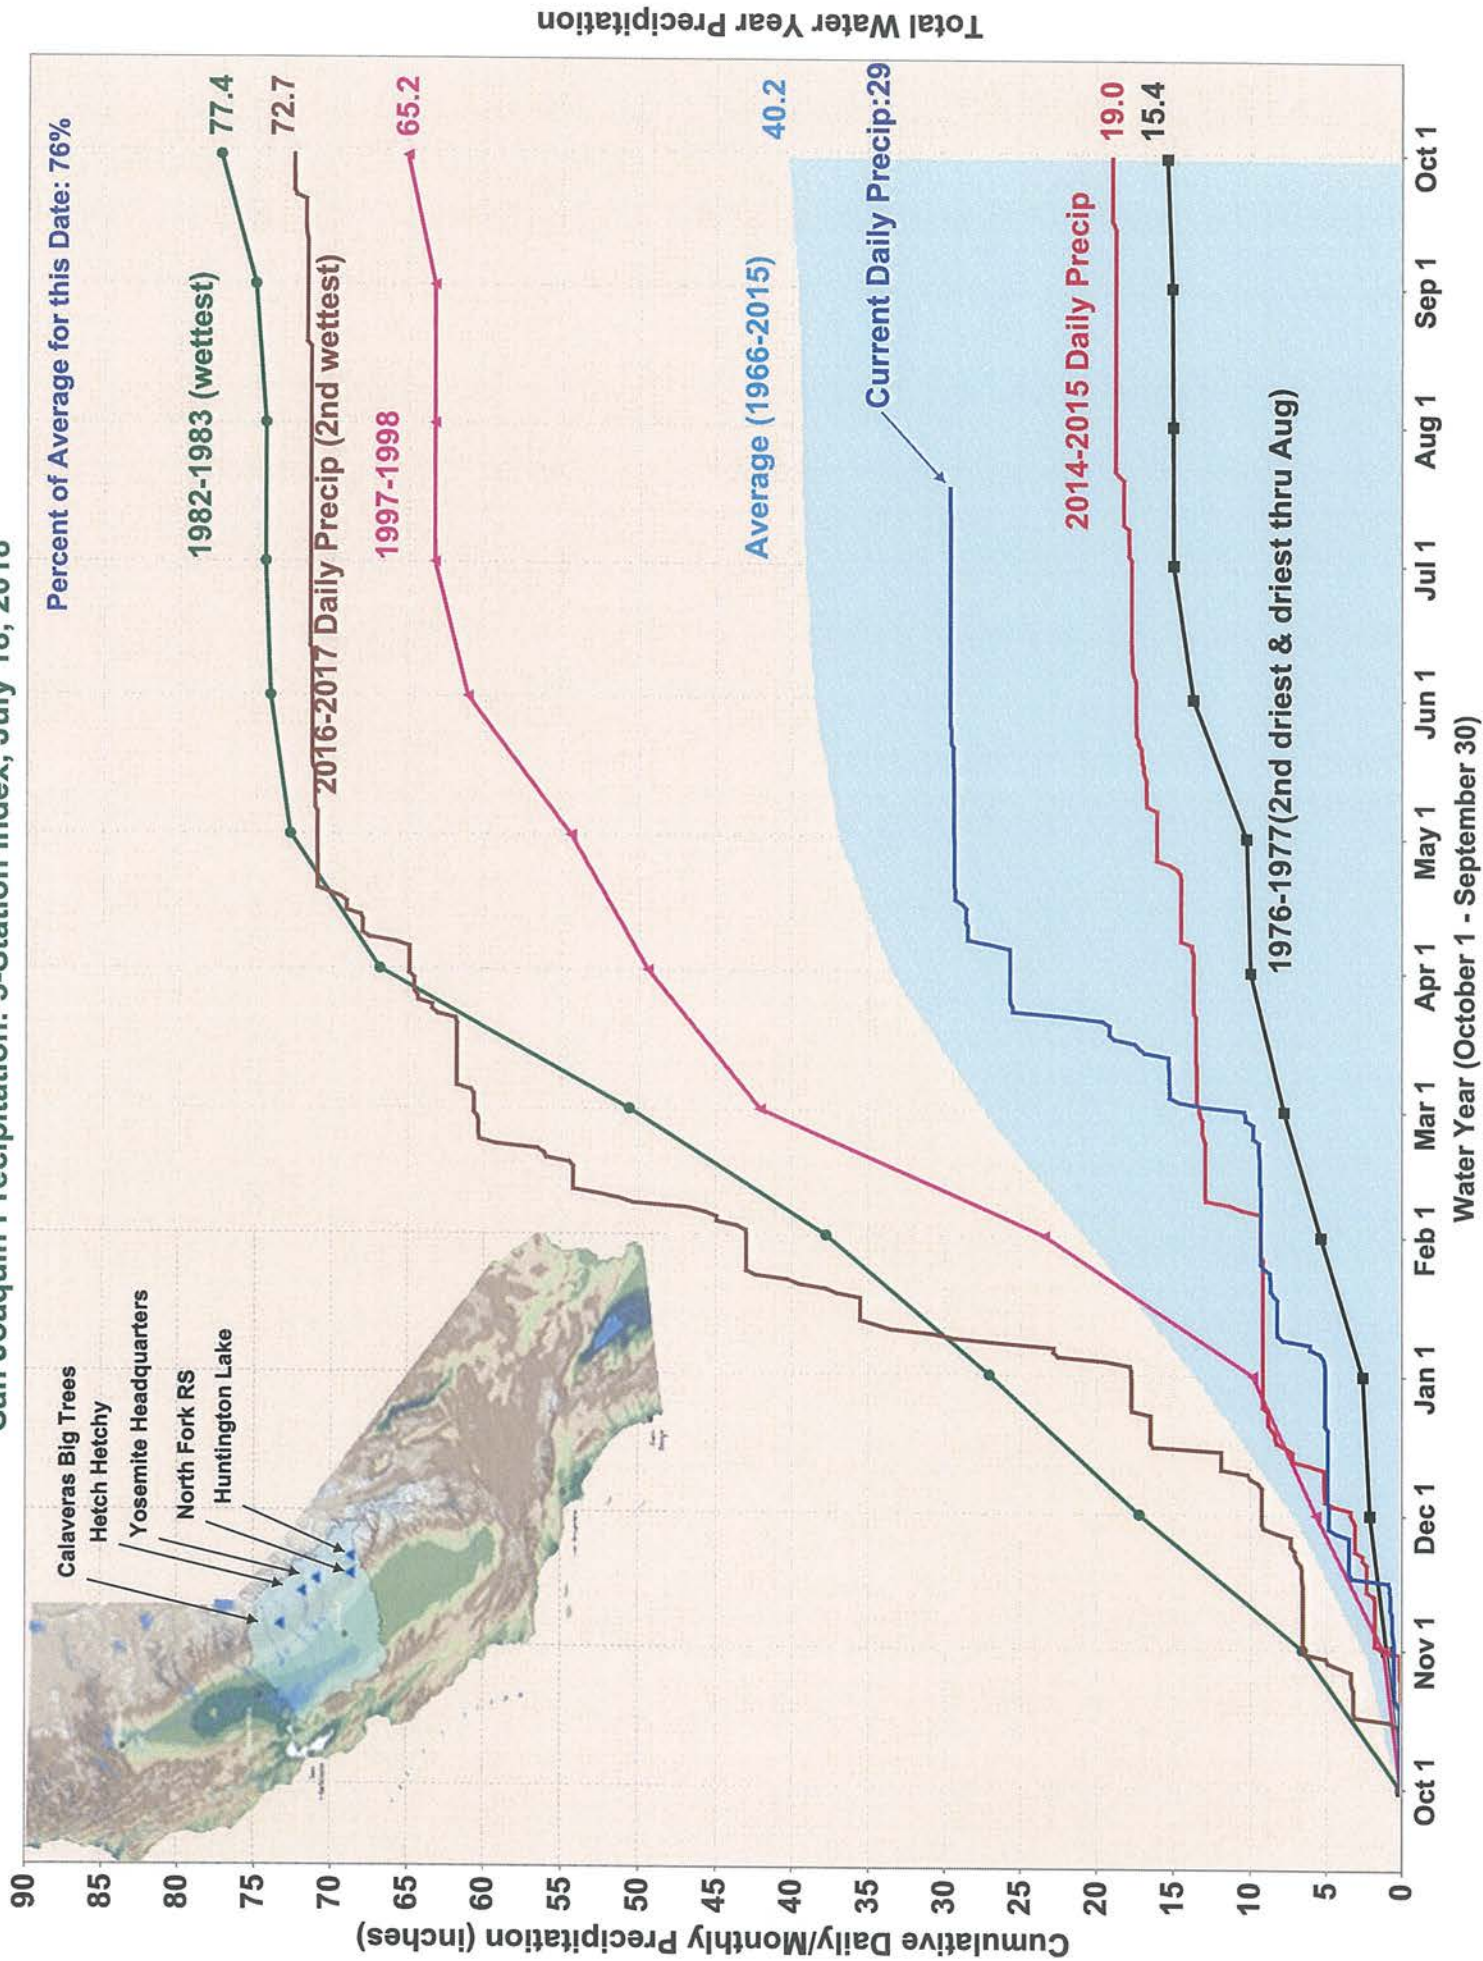 San Joaquin Precipitation: 5-Station Index, July 18, 2018
Percent of Average for this Date: 76%
Calaveras Big Trees
Hetch Hetchy
Yosemite Headquarters
North Fork RS
Huntington Lake
1982-1983 (wettest)
77.4
2016-2017 Daily Precip (2nd wettest)
72.7
1997-1998
65.2
Average (1966-2015)
40.2
Current Daily Precip:29
2014-2015 Daily Precip
19.0
1976-1977(2nd driest & driest thru Aug)
15.4
Cumulative Daily/Monthly Precipitation (inches)
90
85
80
75
70
65
60
55
50
45
40
35
30
25
20
15
10
5
0
Oct 1
Nov 1
Dec 1
Jan 1
Feb 1
Mar 1
Apr 1
May 1
Jun 1
Jul 1
Aug 1
Sep 1
Oct 1
Water Year (October 1 - September 30)
Total Water Year Precipitation